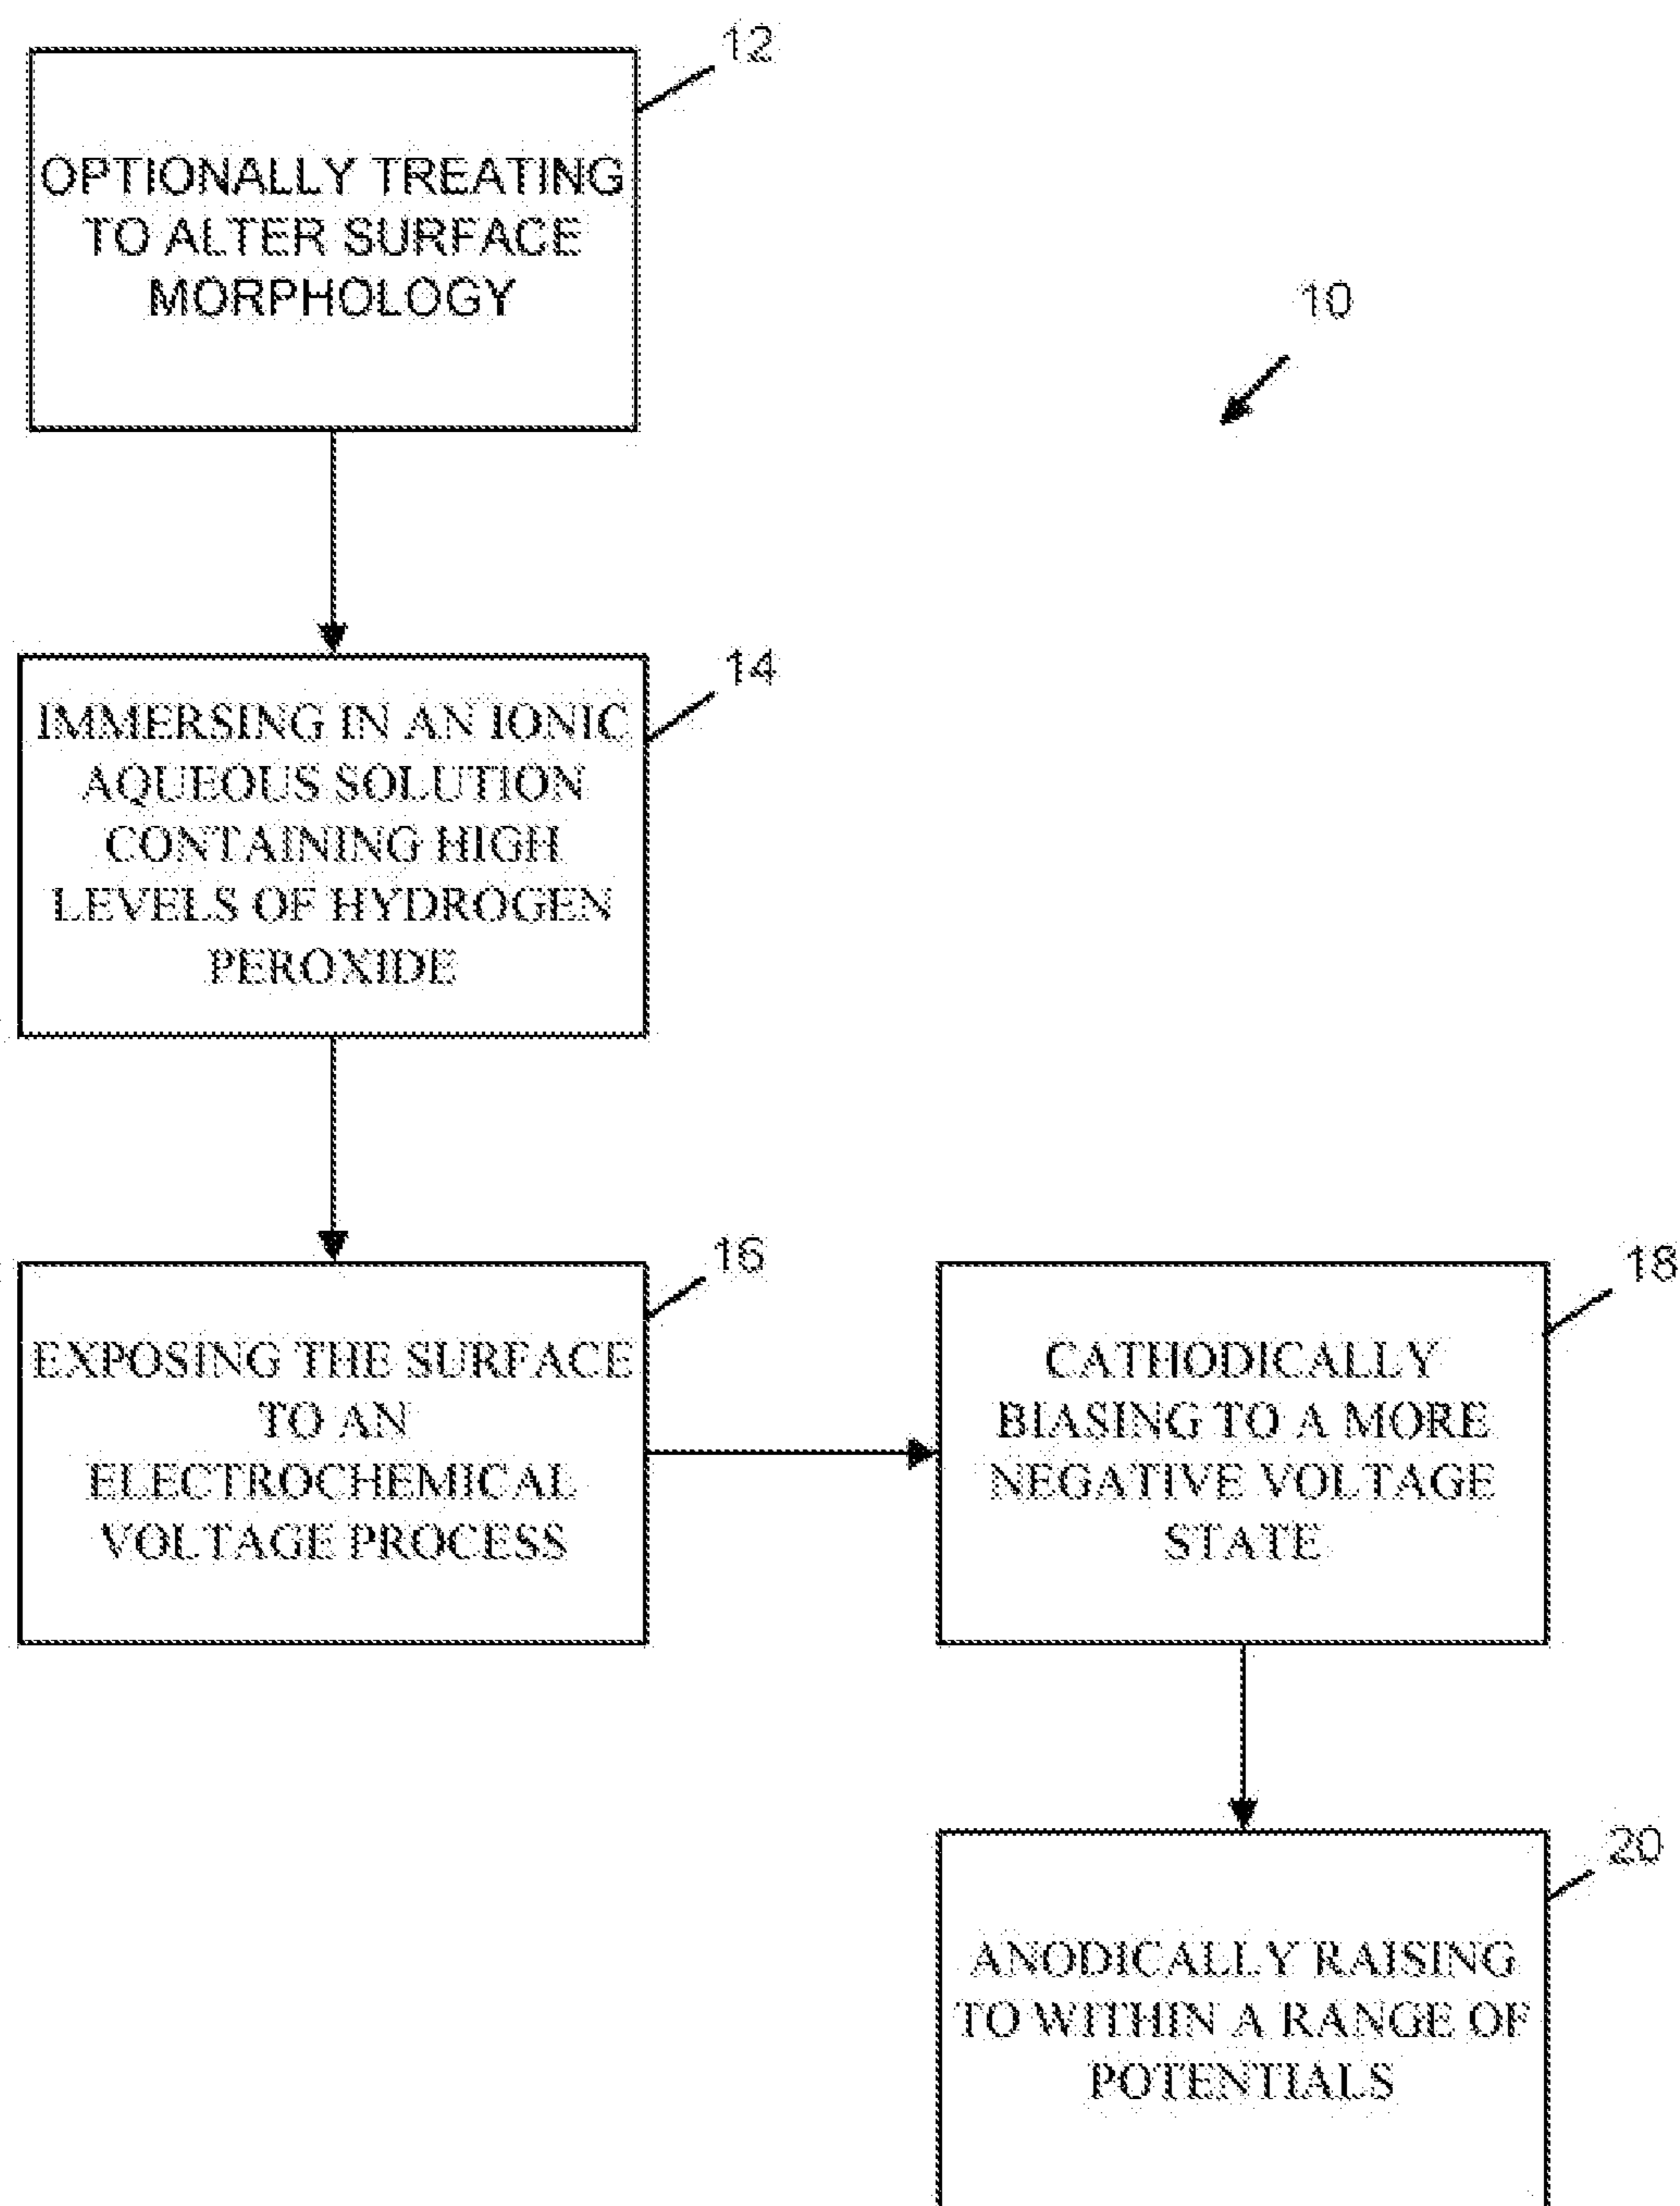 12
OPTIONALLY TREATING
TO ALTER SURFACE
MORPHOLOGY
10
14
IMMERSING IN AN IONIC
AQUEOUS SOLUTION
CONTAINING HIGH
LEVELS OF HYDROGEN
PEROXIDE
16
EXPOSING THE SURFACE
TO AN
ELECTROCHEMICAL
VOLTAGE PROCESS
18
CATHODICALLY
BIASING TO A MORE
NEGATIVE VOLTAGE
STATE
20
ANODICALLY RAISING
TO WITHIN A RANGE OF
POTENTIALS